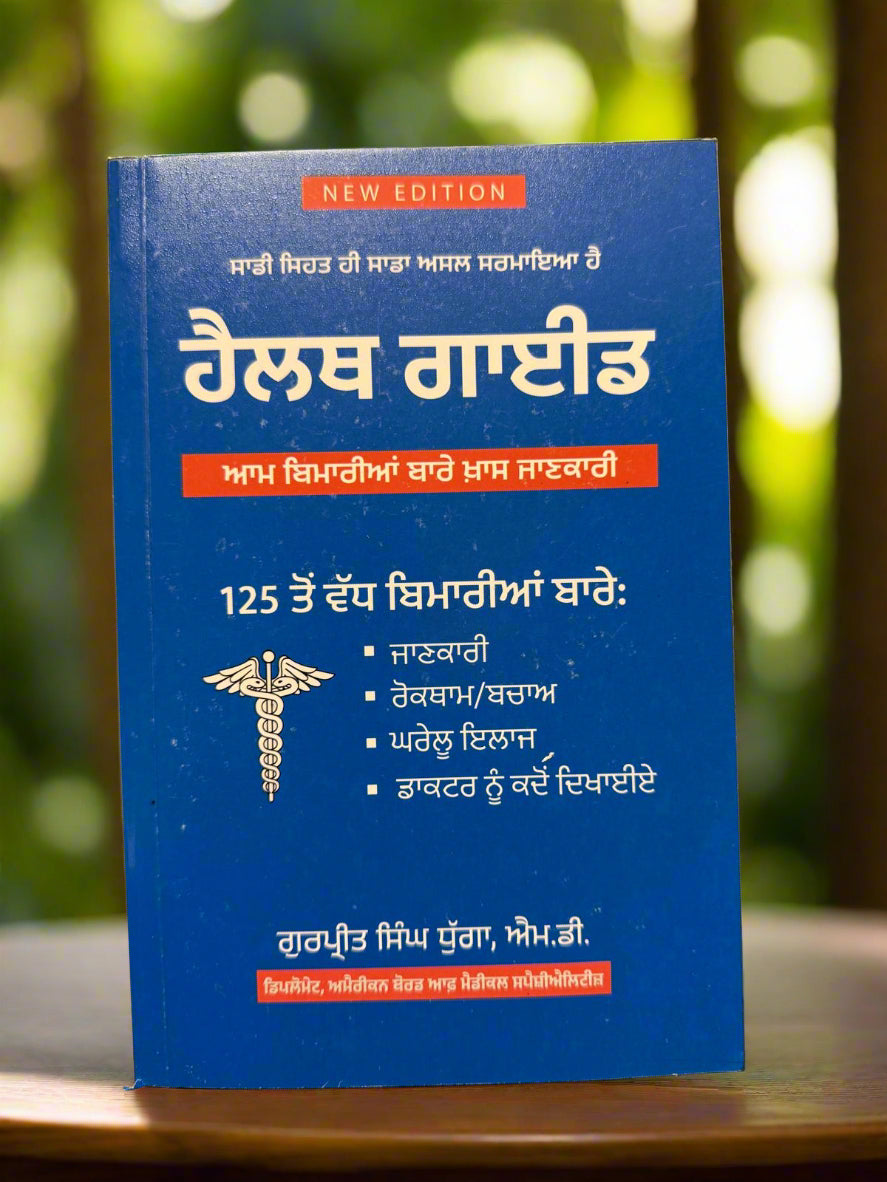 NEW EDITION
ਸਾਡੀ ਸਿਹਤ ਹੀ ਸਾਡਾ ਅਸਲ ਸਰਮਾਇਆ ਹੈ
ਹੈਲਥ ਗਾਈਡ
ਆਮ ਬਿਮਾਰੀਆਂ ਬਾਰੇ ਖ਼ਾਸ ਜਾਣਕਾਰੀ
125 ਤੋਂ ਵੱਧ ਬਿਮਾਰੀਆਂ ਬਾਰੇ:
▪ ਜਾਣਕਾਰੀ
▪ ਰੋਕਥਾਮ/ਬਚਾਅ
▪ ਘਰੇਲੂ ਇਲਾਜ
▪ ਡਾਕਟਰ ਨੂੰ ਕਦੋਂ ਦਿਖਾਈਏ
ਗੁਰਪ੍ਰੀਤ ਸਿੰਘ ਧੁੱਗਾ, ਐਮ.ਡੀ.
ਡਿਪਲੋਮੇਟ, ਅਮੈਰੀਕਨ ਬੋਰਡ ਆਫ਼ ਮੈਡੀਕਲ ਸਪੈਸ਼ੀਐਲਿਟੀਜ਼